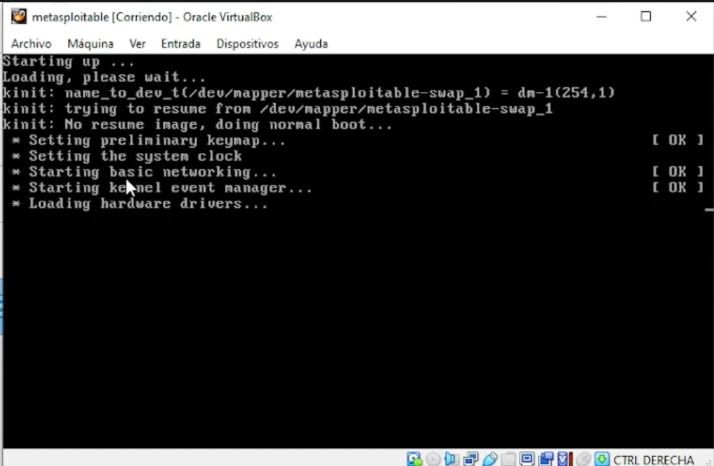 metasploitable [Corriendo] - Oracle VirtualBox
Archivo Máquina Ver Entrada Dispositivos Ayuda
Starting up ...
Loading, please wait...
kinit: name_to_dev_t(/dev/mapper/metasploitable-swap_1) = dm-1(254,1)
kinit: trying to resume from /dev/mapper/metasploitable-swap_1
kinit: No resume image, doing normal boot...
* Setting preliminary keymap... [ OK ]
* Setting the system clock
* Starting basic networking... [ OK ]
* Starting kernel event manager... [ OK ]
* Loading hardware drivers...
CTRL DERECHA